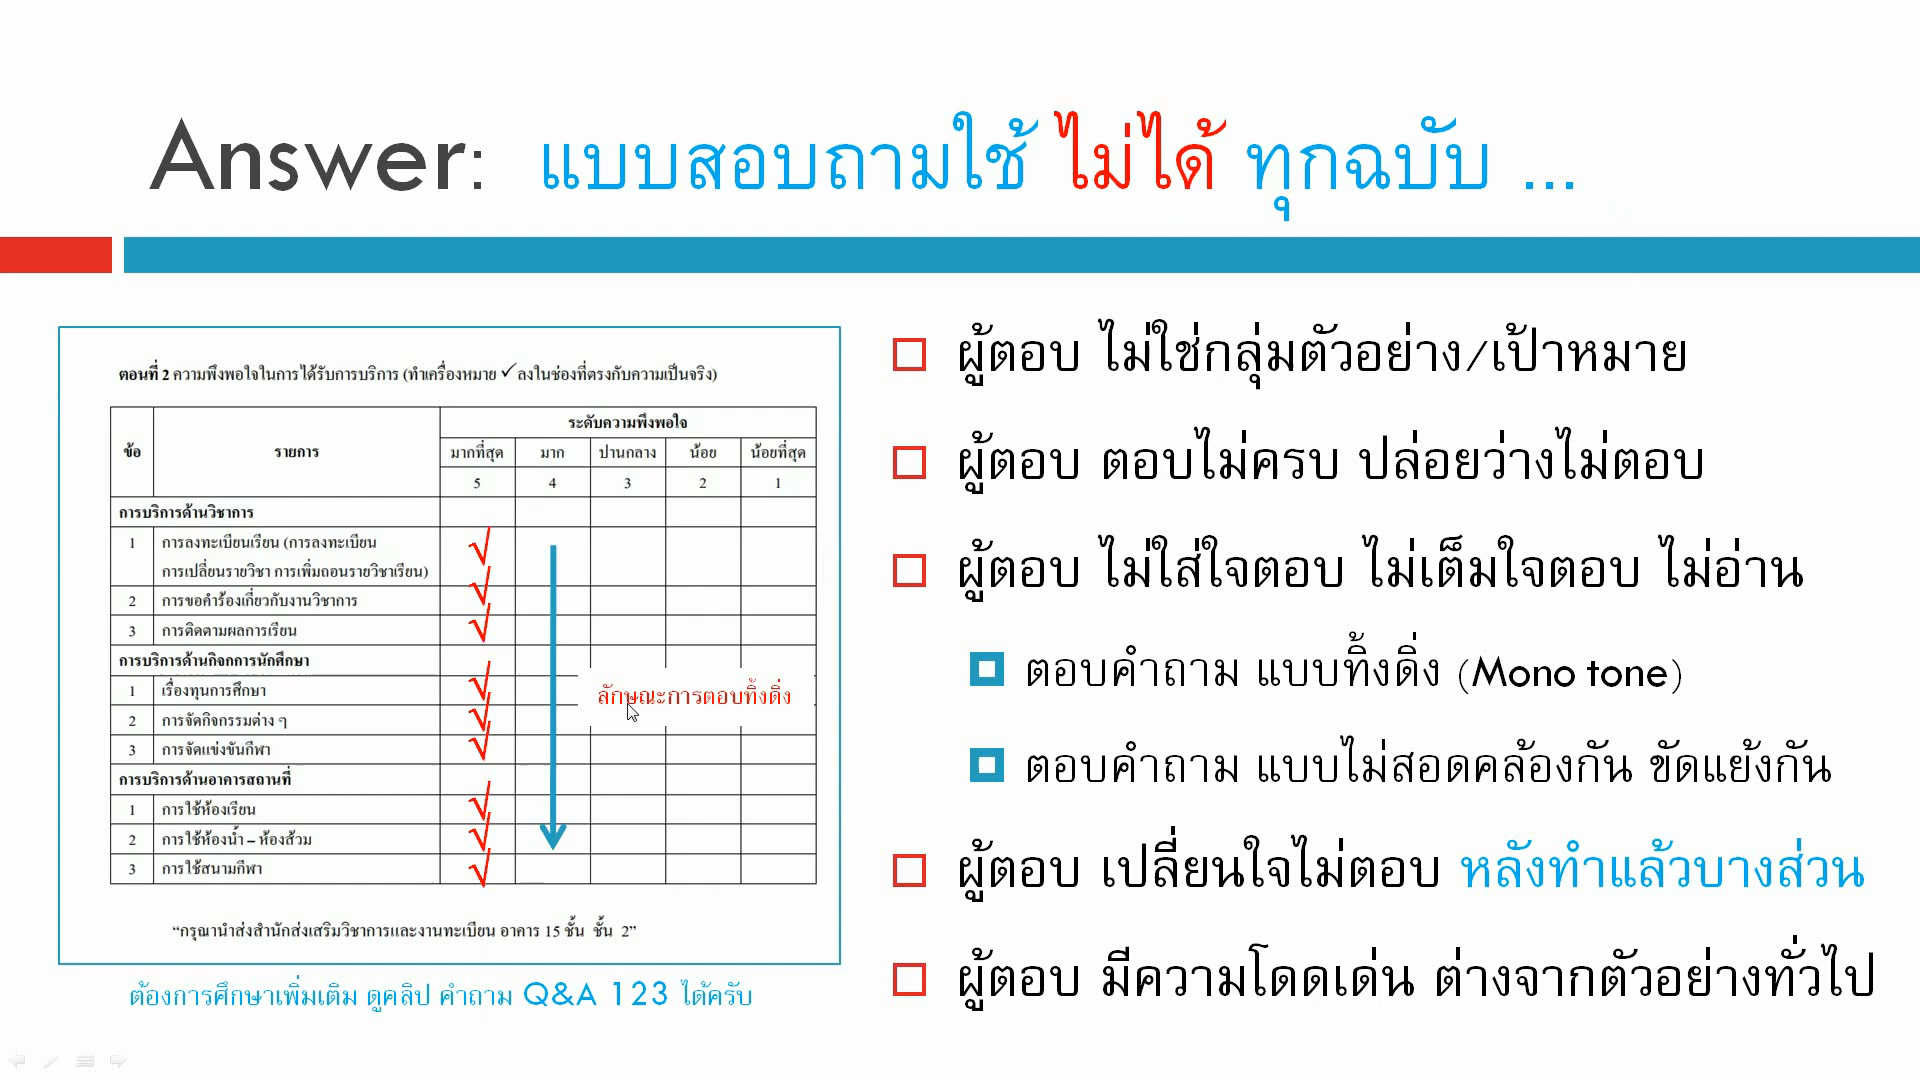 Answer: แบบสอบถามใช้ ไม่ได้ ทุกฉบับ ...
ตอนที่ 2 ความพึงพอใจในการได้รับการบริการ (ทำเครื่องหมาย ✓ ลงในช่องที่ตรงกับความเป็นจริง)
ข้อ รายการ ระดับความพึงพอใจ
มากที่สุด มาก ปานกลาง น้อย น้อยที่สุด
5 4 3 2 1
การบริการด้านวิชาการ
1 การลงทะเบียนเรียน (การลงทะเบียน
การเปลี่ยนรายวิชา การเพิ่มถอนรายวิชาเรียน)
2 การขอคำร้องเกี่ยวกับงานวิชาการ
3 การติดตามผลการเรียน
การบริการด้านกิจกการนักศึกษา
1 เรื่องทุนการศึกษา
ลักษณะการตอบทิ้งดิ่ง
2 การจัดกิจกรรมต่าง ๆ
3 การจัดแข่งขันกีฬา
การบริการด้านอาคารสถานที่
1 การใช้ห้องเรียน
2 การใช้ห้องน้ำ – ห้องส้วม
3 การใช้สนามกีฬา
“กรุณานำส่งสำนักส่งเสริมวิชาการและงานทะเบียน อาคาร 15 ชั้น ชั้น 2”
ต้องการศึกษาเพิ่มเติม ดูคลิป คำถาม Q&A 123 ได้ครับ
ผู้ตอบ ไม่ใช่กลุ่มตัวอย่าง/เป้าหมาย
ผู้ตอบ ตอบไม่ครบ ปล่อยว่างไม่ตอบ
ผู้ตอบ ไม่ใส่ใจตอบ ไม่เต็มใจตอบ ไม่อ่าน
ตอบคำถาม แบบทิ้งดิ่ง (Mono tone)
ตอบคำถาม แบบไม่สอดคล้องกัน ขัดแย้งกัน
ผู้ตอบ เปลี่ยนใจไม่ตอบ หลังทำแล้วบางส่วน
ผู้ตอบ มีความโดดเด่น ต่างจากตัวอย่างทั่วไป